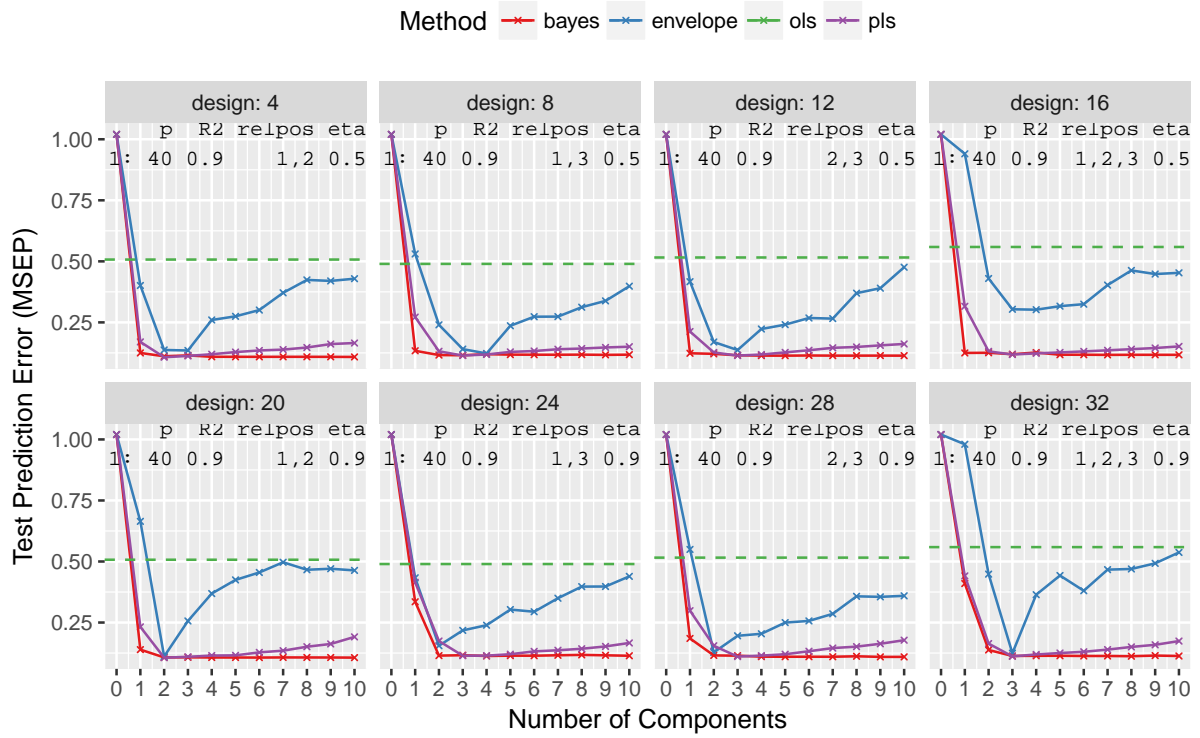 Method bayes envelope ols pls
design: 4 design: 8 design: 12 design: 16
p R2 relpos eta p R2 relpos eta p R2 relpos eta p R2 relpos eta
1: 40 0.9 1,2 0.5 1: 40 0.9 1,3 0.5 1: 40 0.9 2,3 0.5 1: 40 0.9 1,2,3 0.5
1.00
0.75
0.50
0.25
design: 20 design: 24 design: 28 design: 32
p R2 relpos eta p R2 relpos eta p R2 relpos eta p R2 relpos eta
1: 40 0.9 1,2 0.9 1: 40 0.9 1,3 0.9 1: 40 0.9 2,3 0.9 1: 40 0.9 1,2,3 0.9
1.00
0.75
0.50
0.25
0 1 2 3 4 5 6 7 8 9 10 0 1 2 3 4 5 6 7 8 9 10 0 1 2 3 4 5 6 7 8 9 10 0 1 2 3 4 5 6 7 8 9 10
Number of Components
Test Prediction Error (MSEP)